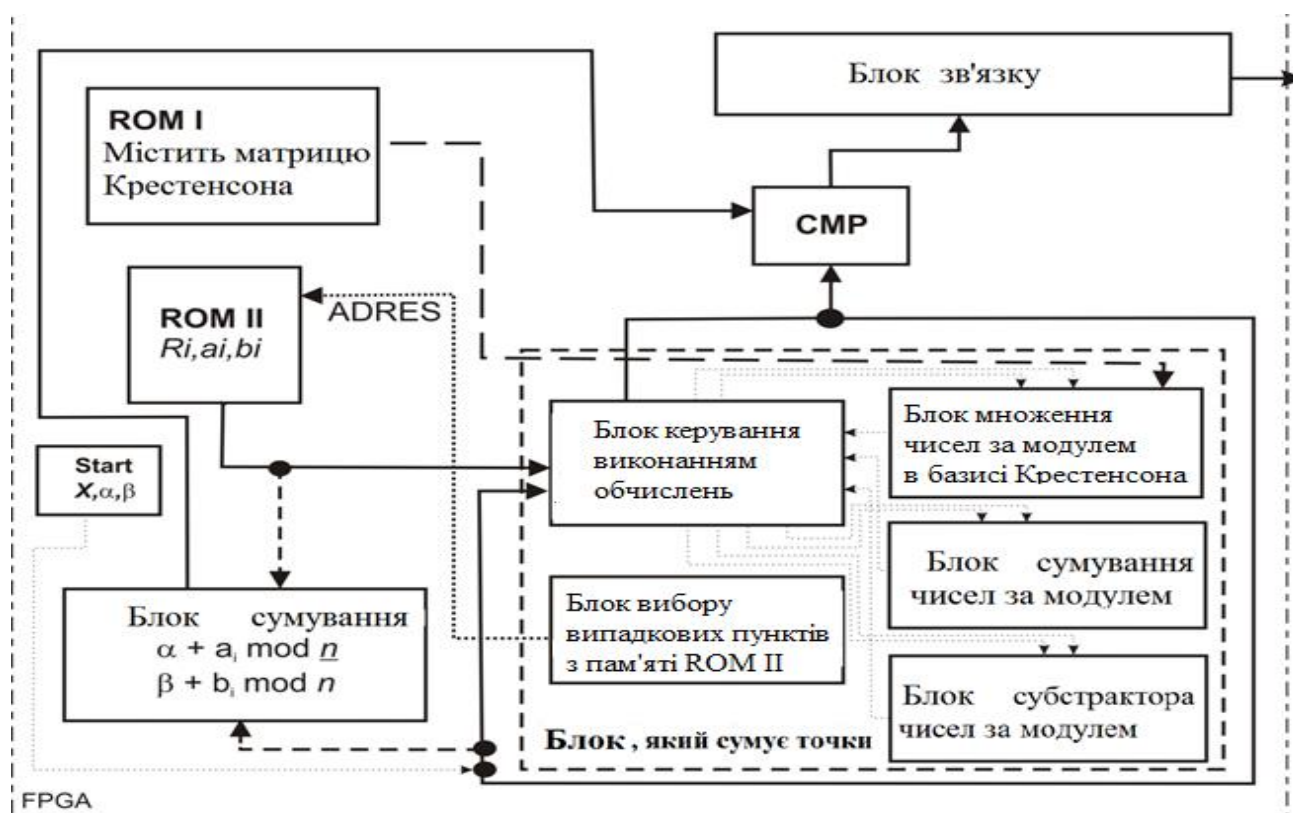 Блок зв'язку
ROM I
Містить матрицю
Крестенсона
CMP
ROM II
Ri,ai,bi
ADRES
Start
X,α,β
Блок керування
виконанням
обчислень
Блок множення
чисел за модулем
в базисі Крестенсона
Блок сумування
чисел за модулем
Блок вибору
випадкових пунктів
з пам'яті ROM II
Блок сумування
α + ai mod n
β + bi mod n
Блок субстрактора
чисел за модулем
Блок , який сумує точки
FPGA